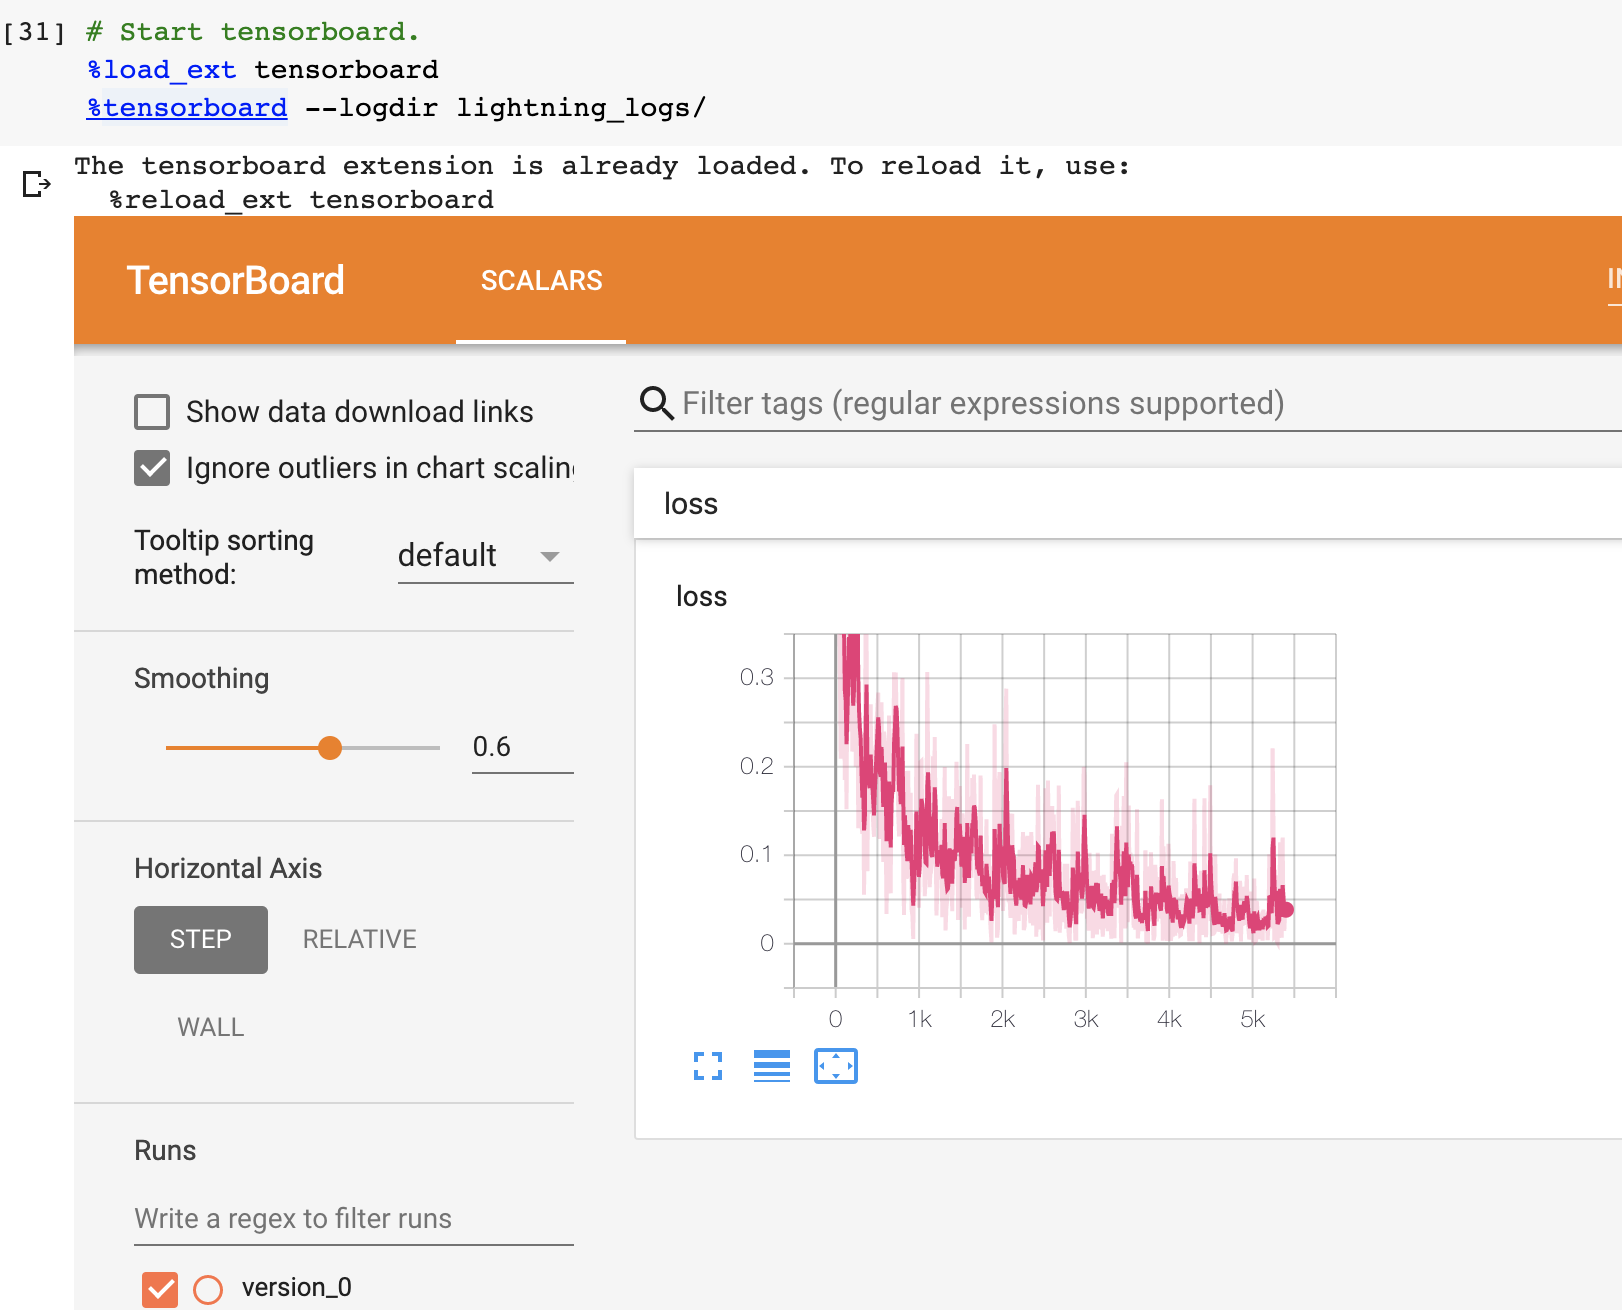 [31] # Start tensorboard.
%load_ext tensorboard
%tensorboard --logdir lightning_logs/
The tensorboard extension is already loaded. To reload it, use:
%reload_ext tensorboard
TensorBoard SCALARS
Show data download links
Filter tags (regular expressions supported)
Ignore outliers in chart scaling
loss
Tooltip sorting
method:
default
loss
Smoothing
0.6
0.3
0.2
0.1
0
0 1k 2k 3k 4k 5k
Horizontal Axis
STEP RELATIVE
WALL
Runs
Write a regex to filter runs
version_0